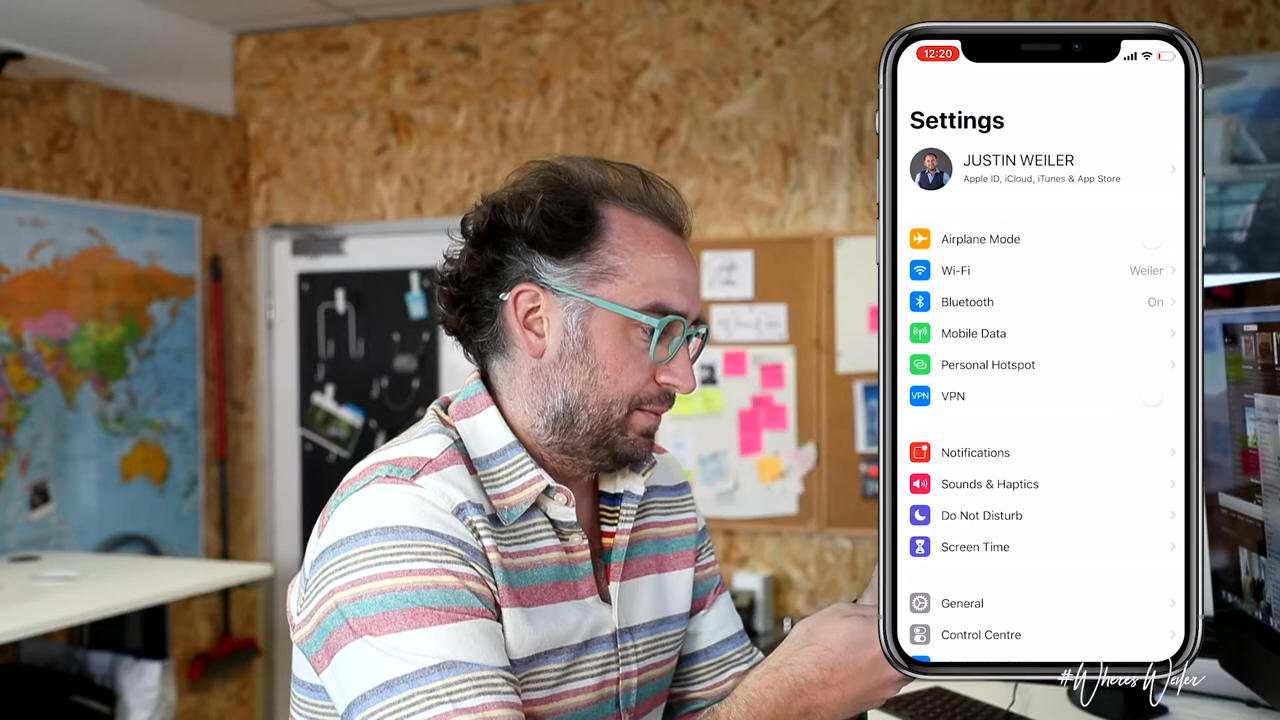 12:20
Settings
JUSTIN WEILER
Apple ID, iCloud, iTunes & App Store
Airplane Mode
Wi-Fi Weiler
Bluetooth On
Mobile Data
Personal Hotspot
VPN VPN
Notifications
Sounds & Haptics
Do Not Disturb
Screen Time
General
Control Centre
#WheresWeiler